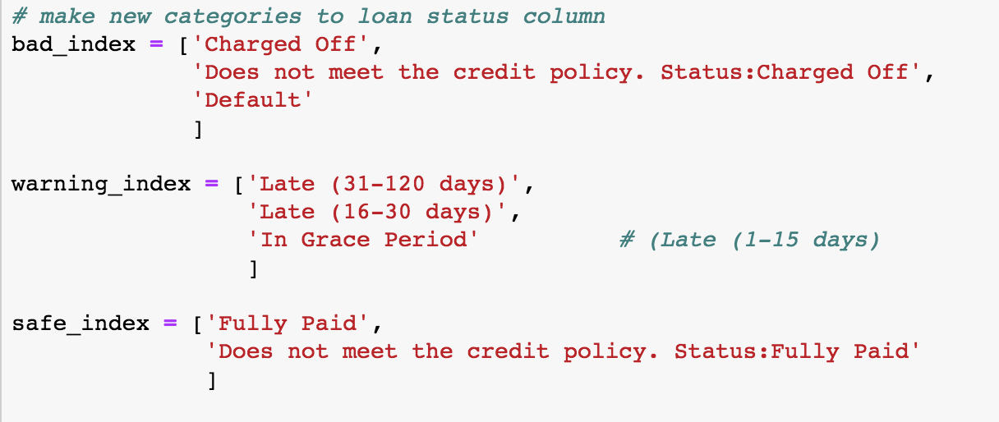 # make new categories to loan status column
bad_index = ['Charged Off',
'Does not meet the credit policy. Status:Charged Off',
'Default'
]
warning_index = ['Late (31-120 days)',
'Late (16-30 days)',
'In Grace Period' # (Late (1-15 days)
]
safe_index = ['Fully Paid',
'Does not meet the credit policy. Status:Fully Paid'
]